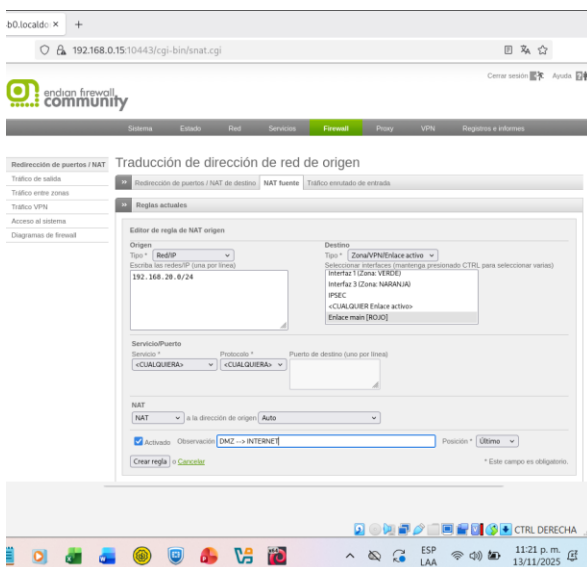 b0.localdo ×  +
192.168.0.15:10443/cgi-bin/snat.cgi
Cerrar sesión Ayuda
endian firewall
community
Sistema Estado Red Servicios Firewall Proxy VPN Registros e informes
Redirección de puertos / NAT
Tráfico de salida
Tráfico entre zonas
Tráfico VPN
Acceso al sistema
Diagramas de firewall
Traducción de dirección de red de origen
Redirección de puertos / NAT de destino NAT fuente Tráfico enrutado de entrada
Reglas actuales
Editor de regla de NAT origen
Origen Destino
Tipo * Red/IP Tipo * Zona/VPN/Enlace activo
Escriba las redes/IP (una por línea) Seleccionar interfaces (mantenga presionado CTRL para seleccionar varias)
192.168.20.0/24
Interfaz 1 (Zona: VERDE)
Interfaz 3 (Zona: NARANJA)
IPSEC
<CUALQUIER Enlace activo>
Enlace main [ROJO]
Servicio/Puerto
Servicio * Protocolo * Puerto de destino (uno por línea)
<CUALQUIERA> <CUALQUIERA>
NAT
NAT a la dirección de origen Auto
Activado Observación DMZ --> INTERNET Posición * Último
Crear regla o Cancelar * Este campo es obligatorio.
CTRL DERECHA
ESP
LAA
11:21 p. m.
13/11/2025